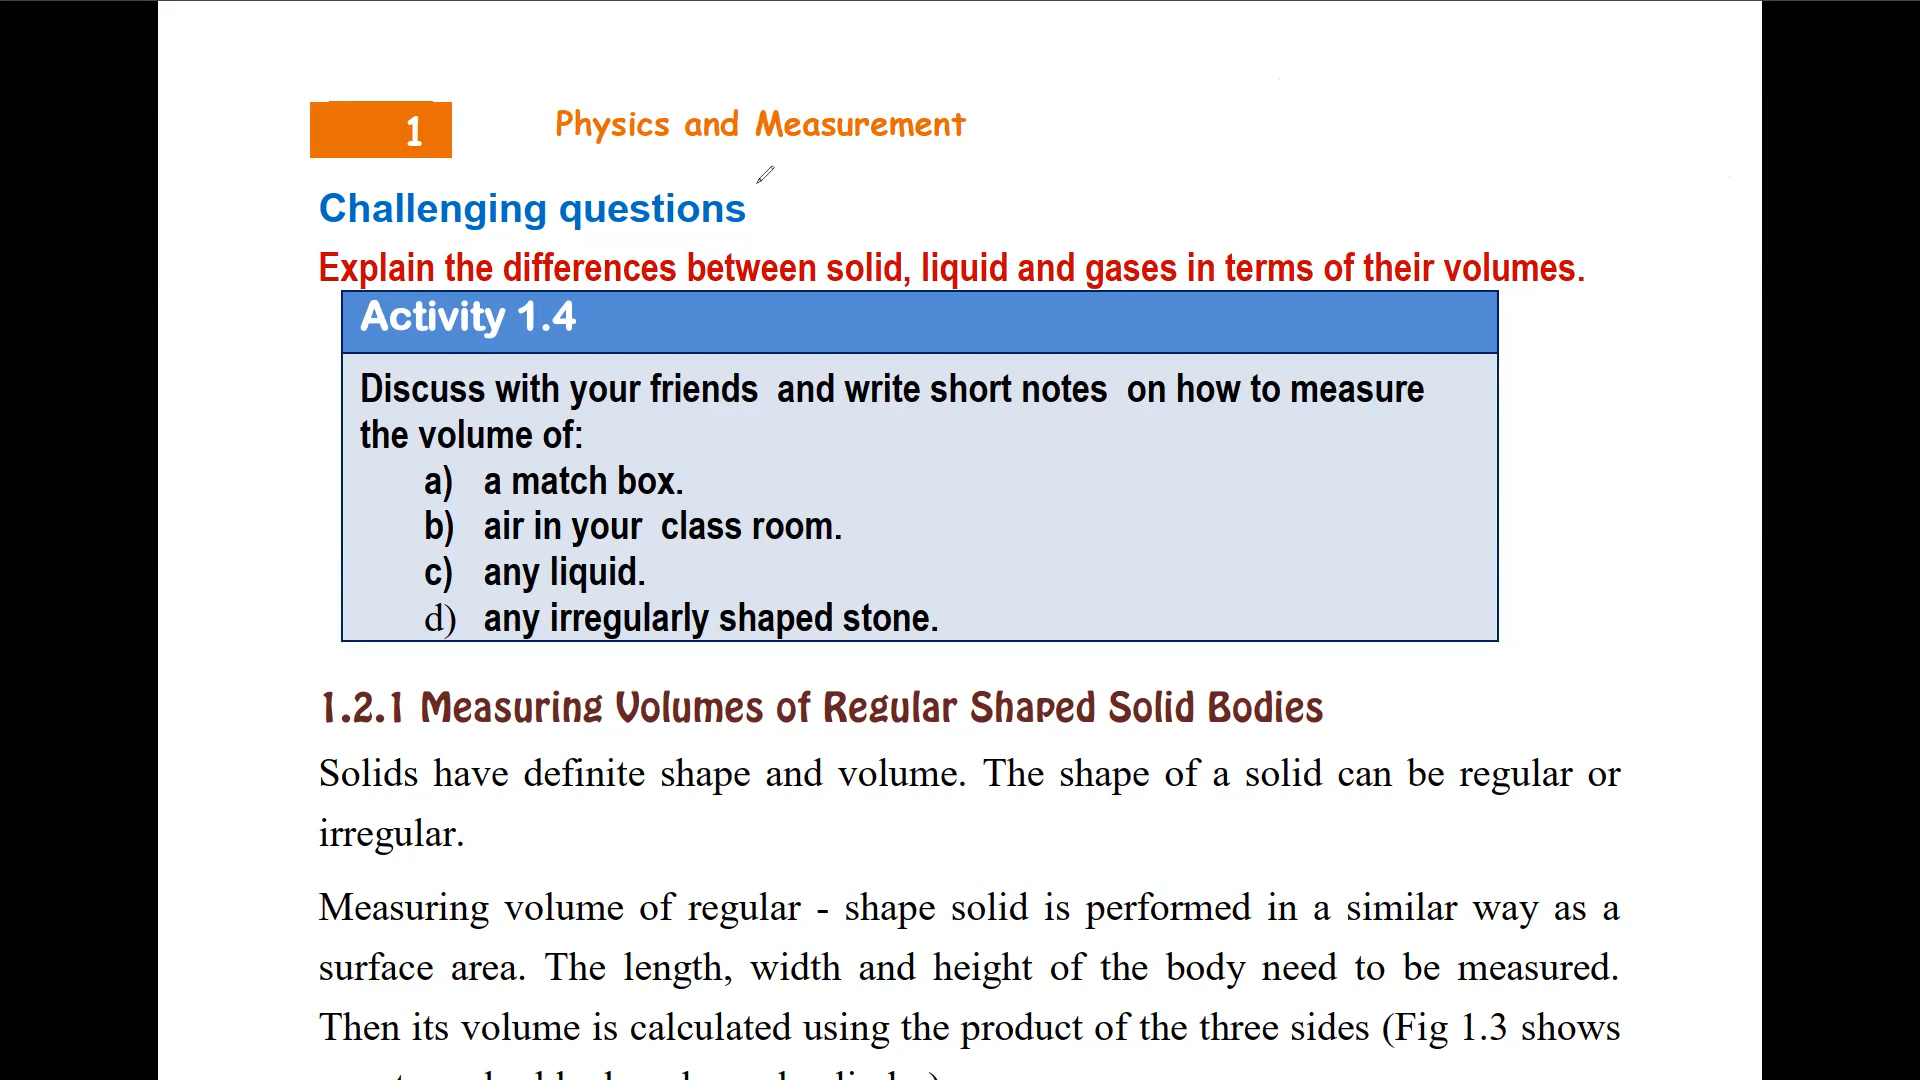 1
Physics and Measurement
Challenging questions
Explain the differences between solid, liquid and gases in terms of their volumes.
Activity 1.4
Discuss with your friends and write short notes on how to measure
the volume of:
a) a match box.
b) air in your class room.
c) any liquid.
d) any irregularly shaped stone.
1.2.1 Measuring Volumes of Regular Shaped Solid Bodies
Solids have definite shape and volume. The shape of a solid can be regular or
irregular.
Measuring volume of regular - shape solid is performed in a similar way as a
surface area. The length, width and height of the body need to be measured.
Then its volume is calculated using the product of the three sides (Fig 1.3 shows